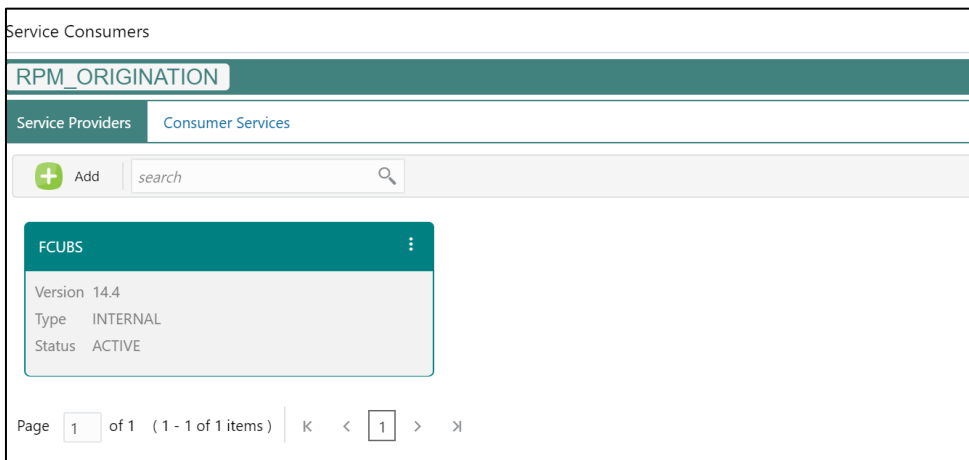 Service Consumers
RPM_ORIGINATION
Service Providers Consumer Services
Add search
FCUBS
Version 14.4
Type INTERNAL
Status ACTIVE
Page 1 of 1 ( 1 - 1 of 1 items ) 1